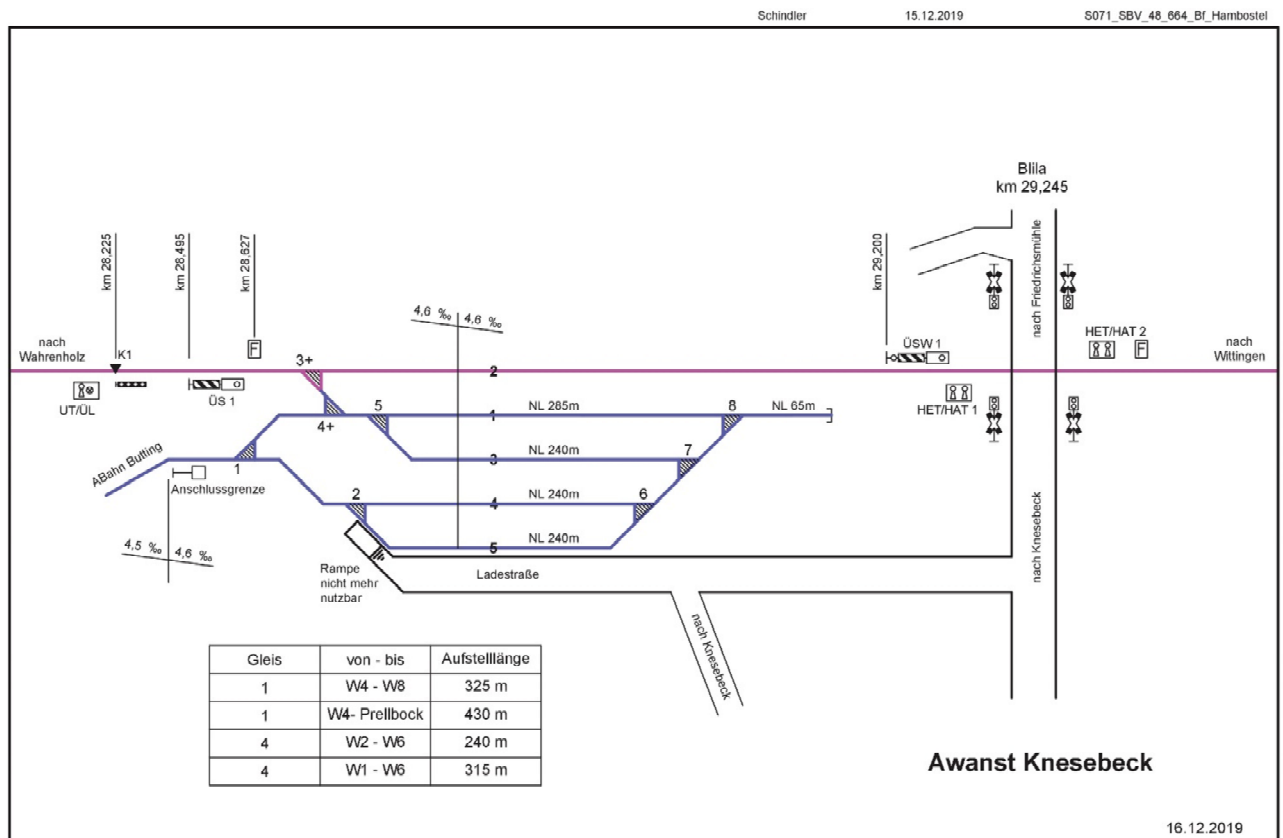 Schindler 15.12.2019 S071_SBV_48_664_Bf_Hambostel
Blila
km 29,245
km 28,225
km 28,495
km 28,627
km 29,200
nach Friedrichsmühle
4,6 ‰ 4,6 ‰
nach
Wahrenholz
K1
F
3+
2
ÜSW 1
HET/HAT 2
F
nach
Wittingen
UT/ÜL
ÜS 1
HET/HAT 1
4+
5
1
NL 285m
8
NL 65m
ABahn Butting
1
3
NL 240m
7
Anschlussgrenze
2
4
NL 240m
6
4,5 ‰ 4,6 ‰
5
NL 240m
Rampe
nicht mehr
nutzbar
Ladestraße
nach Knesebeck
nach Knesebeck
Gleis von - bis Aufstelllänge
1 W4 - W8 325 m
1 W4- Prellbock 430 m
4 W2 - W6 240 m
4 W1 - W6 315 m
Awanst Knesebeck
16.12.2019